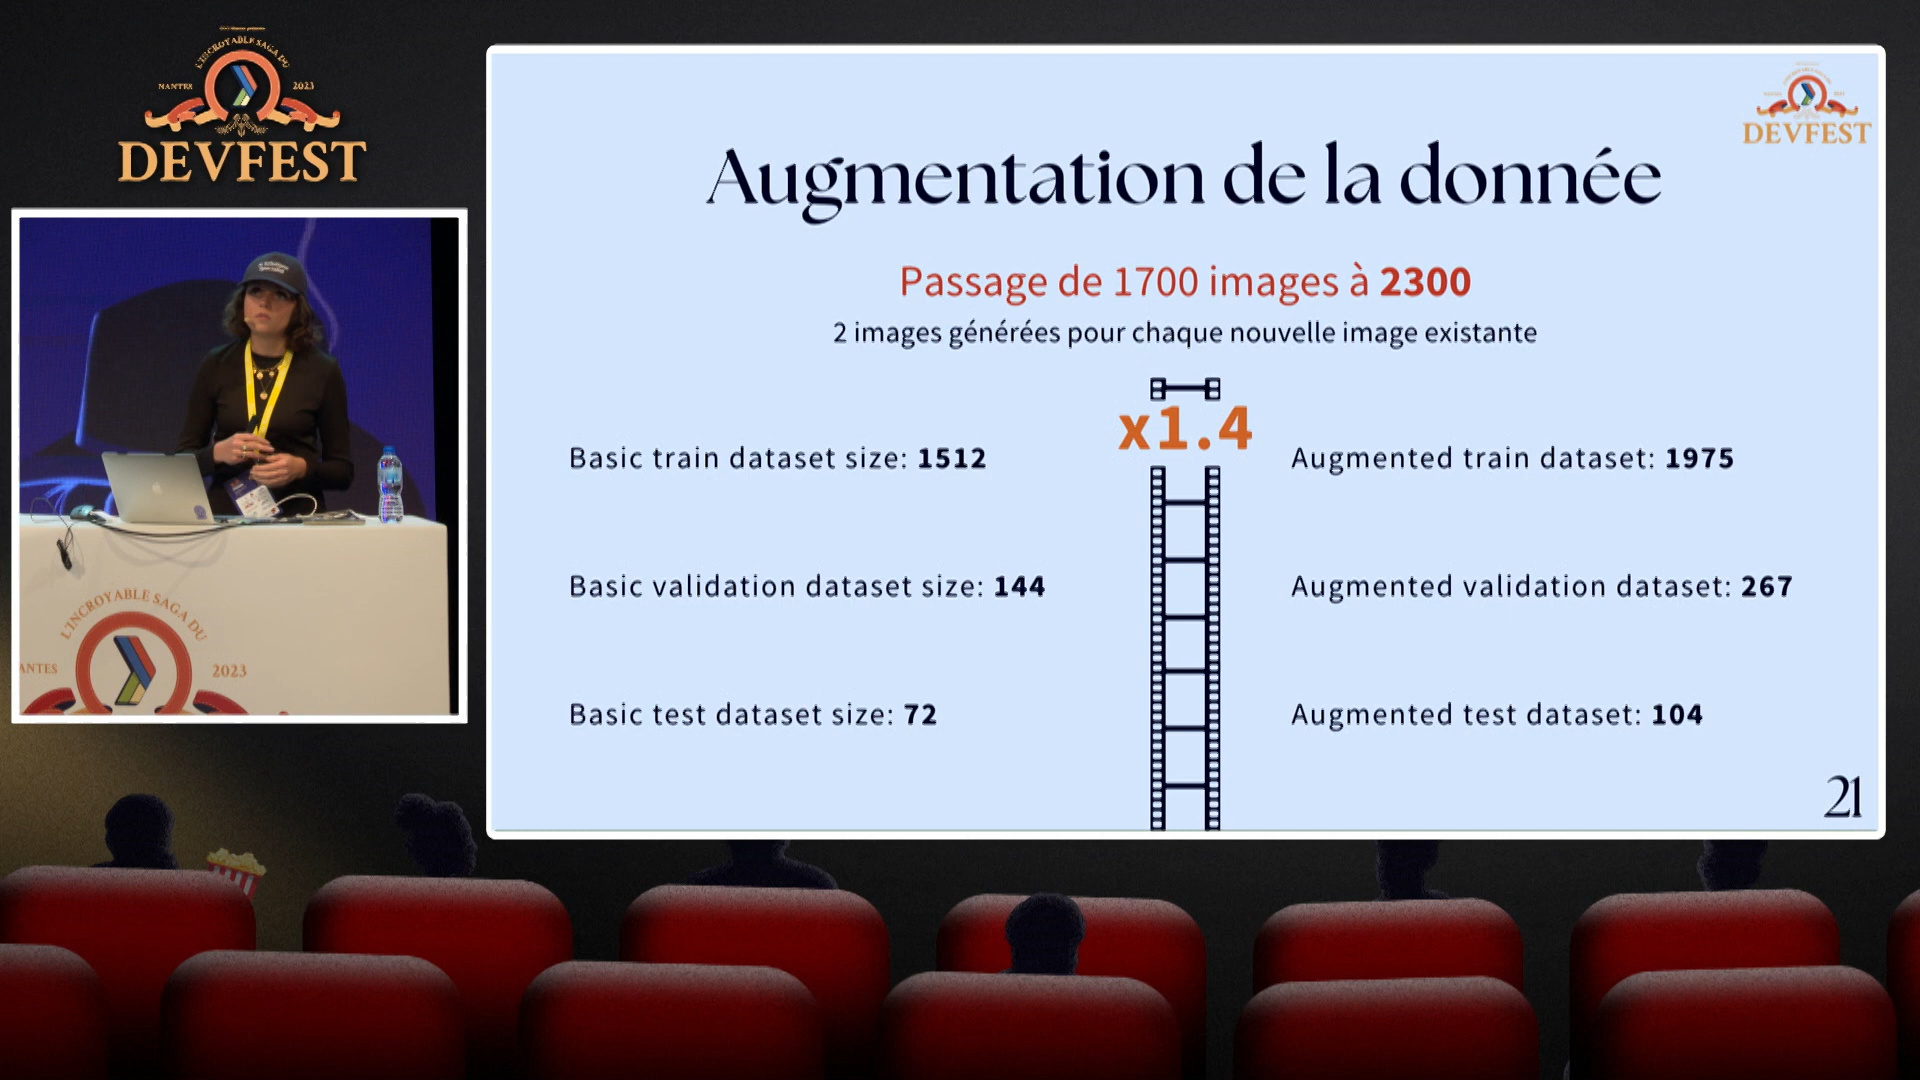 L'INCROYABLE SAGA DU
NANTES
2023
DEVFEST
DEVFEST
Augmentation de la donnée
Passage de 1700 images à 2300
2 images générées pour chaque nouvelle image existante
x1.4
Basic train dataset size: 1512
Augmented train dataset: 1975
Basic validation dataset size: 144
Augmented validation dataset: 267
Basic test dataset size: 72
Augmented test dataset: 104
21
L'INCROYABLE SAGA DU
ANTES
2023